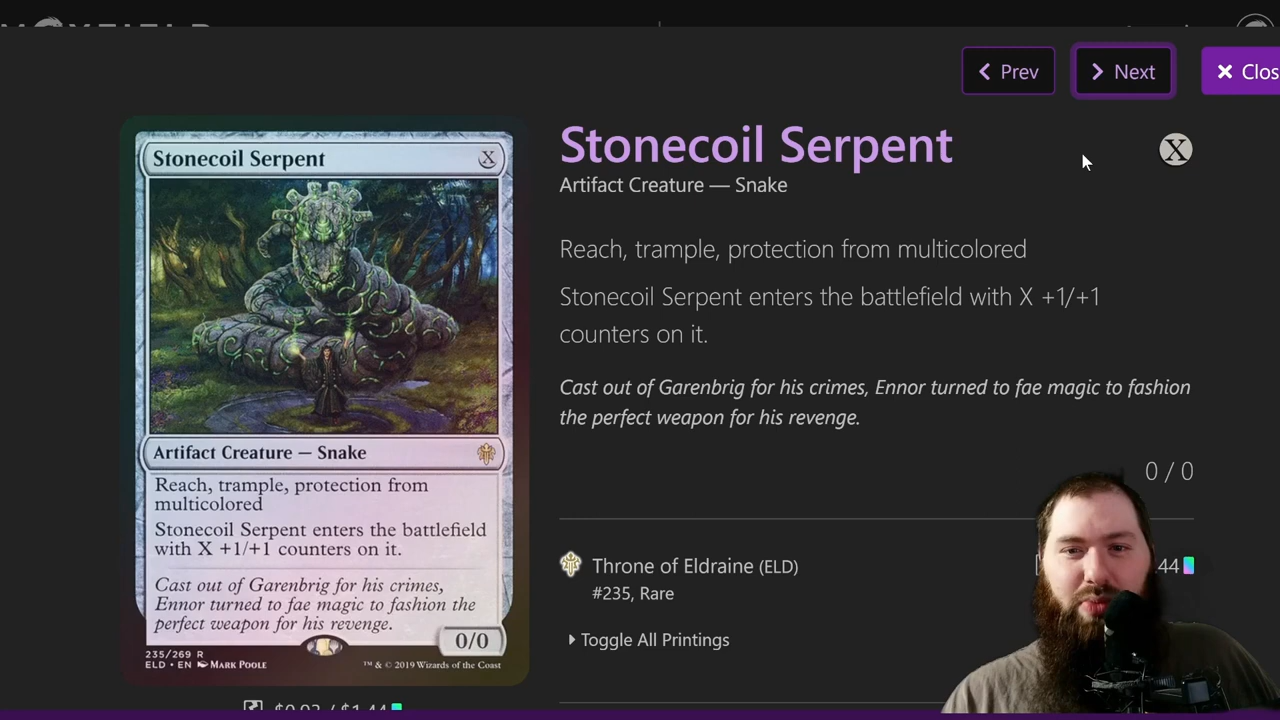 Prev
Next
Clos
Stonecoil Serpent
X
Stonecoil Serpent
X
Artifact Creature — Snake
Reach, trample, protection from multicolored
Stonecoil Serpent enters the battlefield with X +1/+1
counters on it.
Cast out of Garenbrig for his crimes, Ennor turned to fae magic to fashion
the perfect weapon for his revenge.
0 / 0
Artifact Creature — Snake
Reach, trample, protection from
multicolored
Stonecoil Serpent enters the battlefield
with X +1/+1 counters on it.
Cast out of Garenbrig for his crimes,
Ennor turned to fae magic to fashion the
perfect weapon for his revenge.
0/0
235/269 R
ELD • EN MARK POOLE
™ & © 2019 Wizards of the Coast
Throne of Eldraine (ELD)
44
#235, Rare
Toggle All Printings